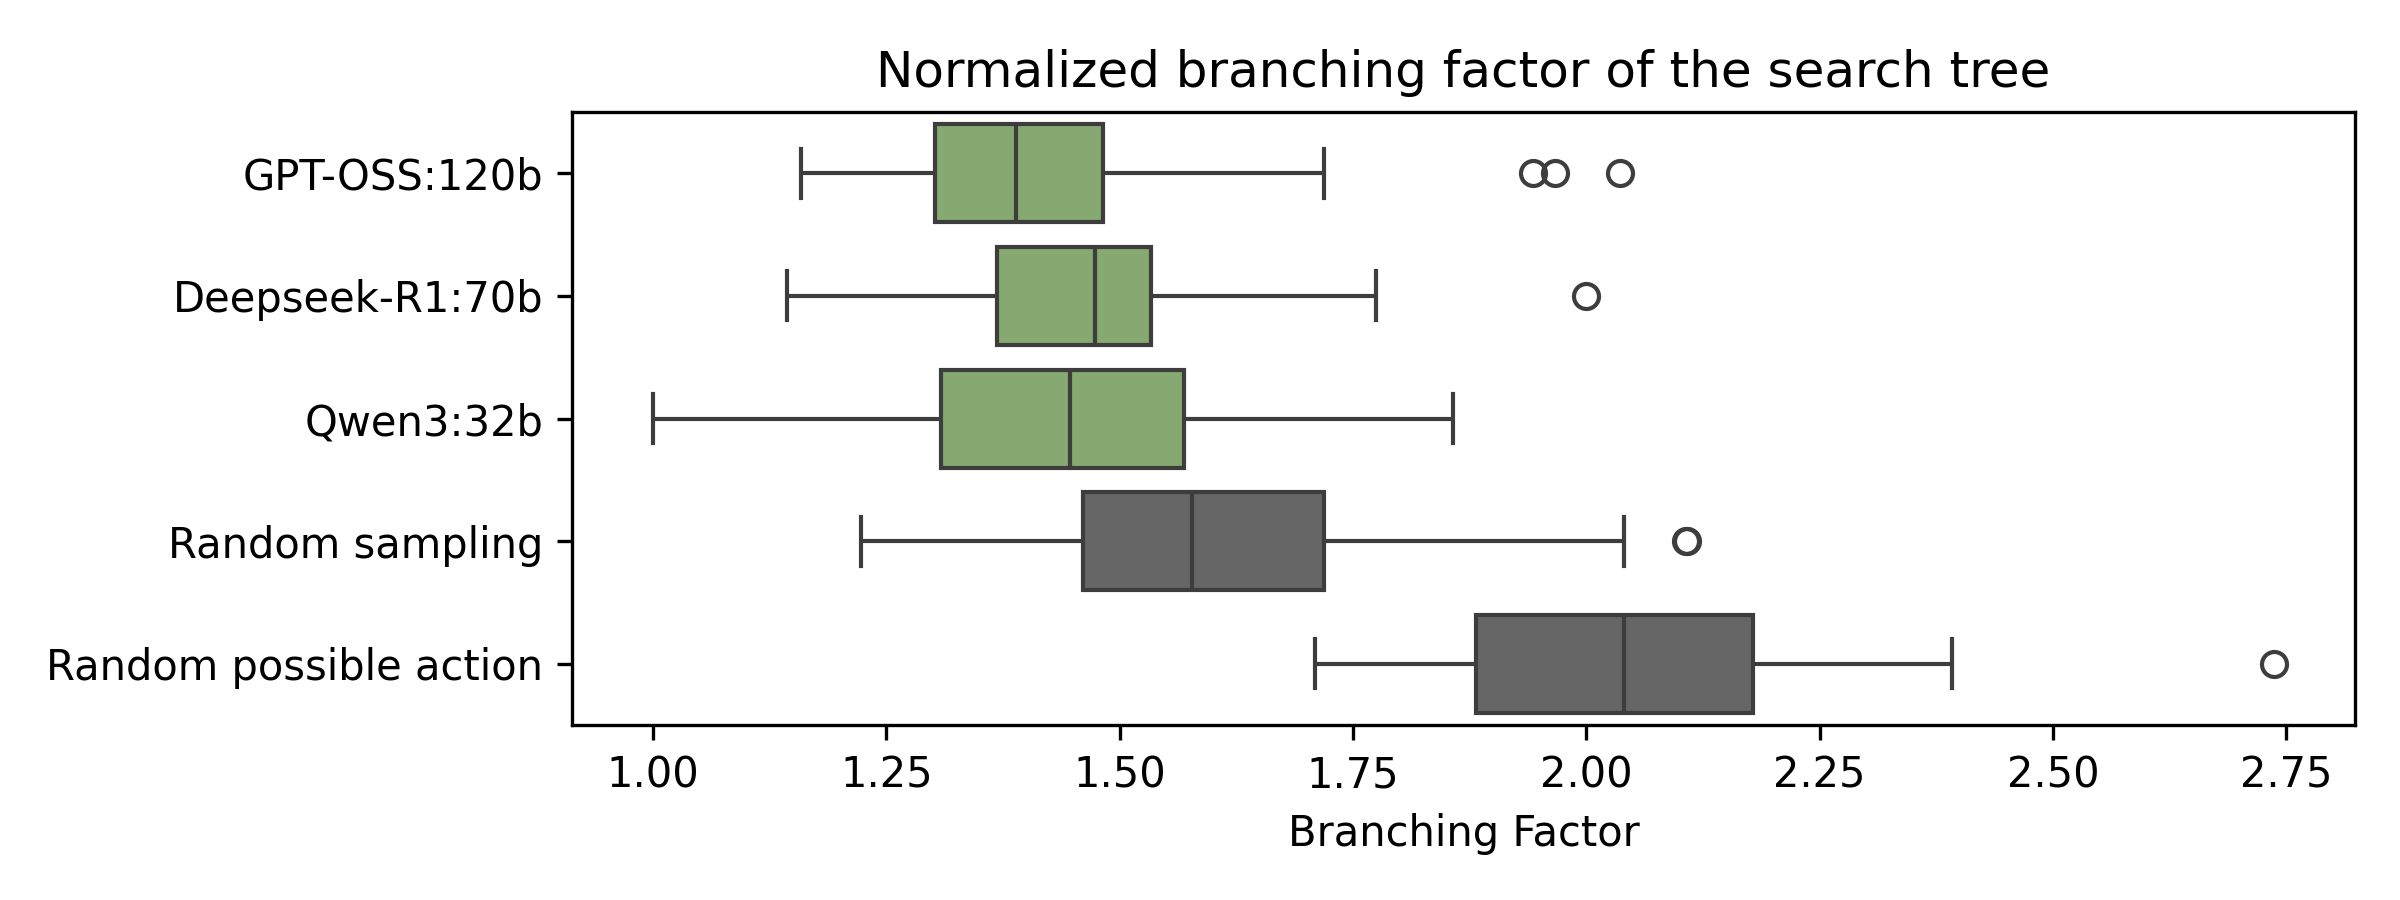 Normalized branching factor of the search tree
GPT-OSS:120b
Deepseek-R1:70b
Qwen3:32b
Random sampling
Random possible action
1.00 1.25 1.50 1.75 2.00 2.25 2.50 2.75
Branching Factor